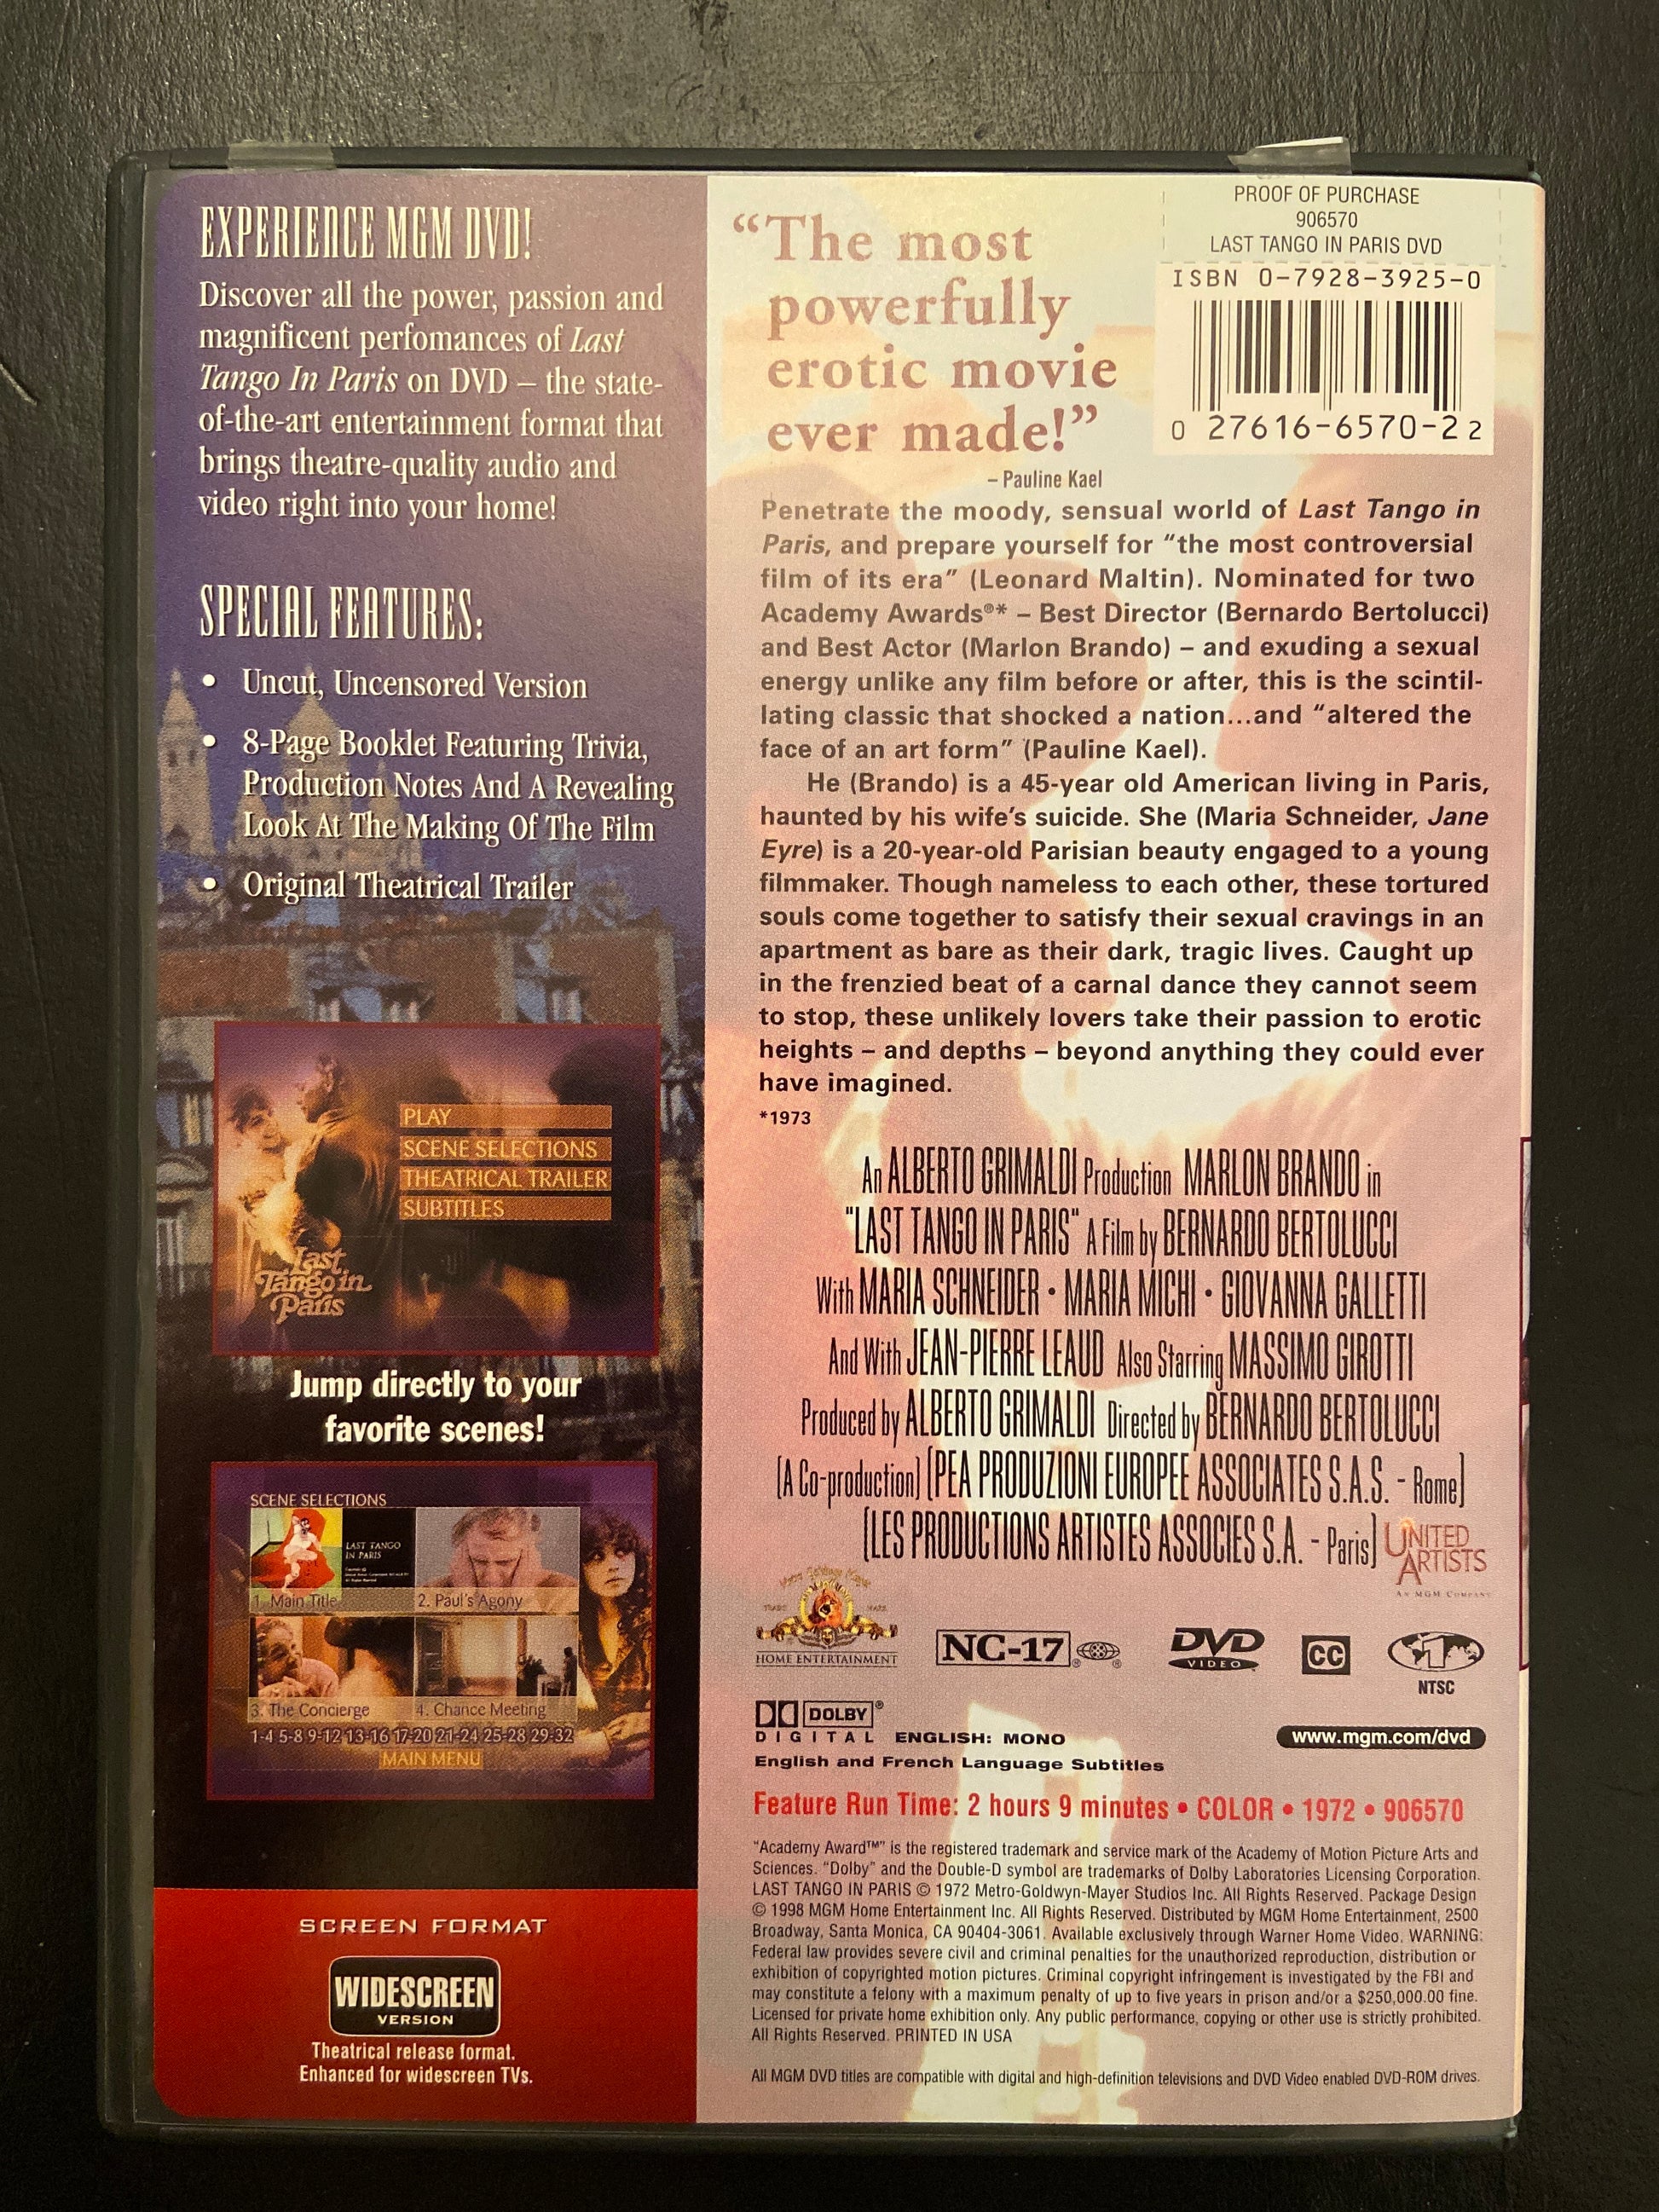 EXPERIENCE MGM DVD!
Discover all the power, passion and
magnificent perfomances of Last
Tango In Paris on DVD – the state-
of-the-art entertainment format that
brings theatre-quality audio and
video right into your home!
SPECIAL FEATURES:
• Uncut, Uncensored Version
• 8-Page Booklet Featuring Trivia,
Production Notes And A Revealing
Look At The Making Of The Film
• Original Theatrical Trailer
PLAY
SCENE SELECTIONS
THEATRICAL TRAILER
SUBTITLES
Last
Tango in
Paris
Jump directly to your
favorite scenes!
SCENE SELECTIONS
LAST TANGO
IN PARIS
1. Main Title
2. Paul's Agony
3. The Concierge
4. Chance Meeting
1-4 5-8 9-12 13-16 17-20 21-24 25-28 29-32
MAIN MENU
SCREEN FORMAT
WIDESCREEN
VERSION
Theatrical release format.
Enhanced for widescreen TVs.
“The most
powerfully
erotic movie
ever made!”
– Pauline Kael
PROOF OF PURCHASE
906570
LAST TANGO IN PARIS DVD
ISBN 0-7928-3925-0
0 27616-6570-2 2
Penetrate the moody, sensual world of Last Tango in
Paris, and prepare yourself for “the most controversial
film of its era” (Leonard Maltin). Nominated for two
Academy Awards®* – Best Director (Bernardo Bertolucci)
and Best Actor (Marlon Brando) – and exuding a sexual
energy unlike any film before or after, this is the scintil-
lating classic that shocked a nation...and “altered the
face of an art form” (Pauline Kael).
He (Brando) is a 45-year old American living in Paris,
haunted by his wife’s suicide. She (Maria Schneider, Jane
Eyre) is a 20-year-old Parisian beauty engaged to a young
filmmaker. Though nameless to each other, these tortured
souls come together to satisfy their sexual cravings in an
apartment as bare as their dark, tragic lives. Caught up
in the frenzied beat of a carnal dance they cannot seem
to stop, these unlikely lovers take their passion to erotic
heights – and depths – beyond anything they could ever
have imagined.
*1973
An ALBERTO GRIMALDI Production MARLON BRANDO in
"LAST TANGO IN PARIS" A Film by BERNARDO BERTOLUCCI
With MARIA SCHNEIDER • MARIA MICHI • GIOVANNA GALLETTI
And With JEAN-PIERRE LEAUD Also Starring MASSIMO GIROTTI
Produced by ALBERTO GRIMALDI Directed by BERNARDO BERTOLUCCI
(A Co-production) (PEA PRODUZIONI EUROPEE ASSOCIATES S.A.S. - Rome)
(LES PRODUCTIONS ARTISTES ASSOCIES S.A. - Paris)
UNITED
ARTISTS
AN MGM COMPANY
Metro Goldwyn Mayer
TRADE MARK
HOME ENTERTAINMENT
NC-17®
DVD
VIDEO
CC
1
NTSC
DOLBY®
DIGITAL ENGLISH: MONO
www.mgm.com/dvd
English and French Language Subtitles
Feature Run Time: 2 hours 9 minutes • COLOR • 1972 • 906570
“Academy Award™” is the registered trademark and service mark of the Academy of Motion Picture Arts and
Sciences. “Dolby” and the Double-D symbol are trademarks of Dolby Laboratories Licensing Corporation.
LAST TANGO IN PARIS © 1972 Metro-Goldwyn-Mayer Studios Inc. All Rights Reserved. Package Design
© 1998 MGM Home Entertainment Inc. All Rights Reserved. Distributed by MGM Home Entertainment, 2500
Broadway, Santa Monica, CA 90404-3061. Available exclusively through Warner Home Video. WARNING:
Federal law provides severe civil and criminal penalties for the unauthorized reproduction, distribution or
exhibition of copyrighted motion pictures. Criminal copyright infringement is investigated by the FBI and
may constitute a felony with a maximum penalty of up to five years in prison and/or a $250,000.00 fine.
Licensed for private home exhibition only. Any public performance, copying or other use is strictly prohibited.
All Rights Reserved. PRINTED IN USA
All MGM DVD titles are compatible with digital and high-definition televisions and DVD Video enabled DVD-ROM drives.